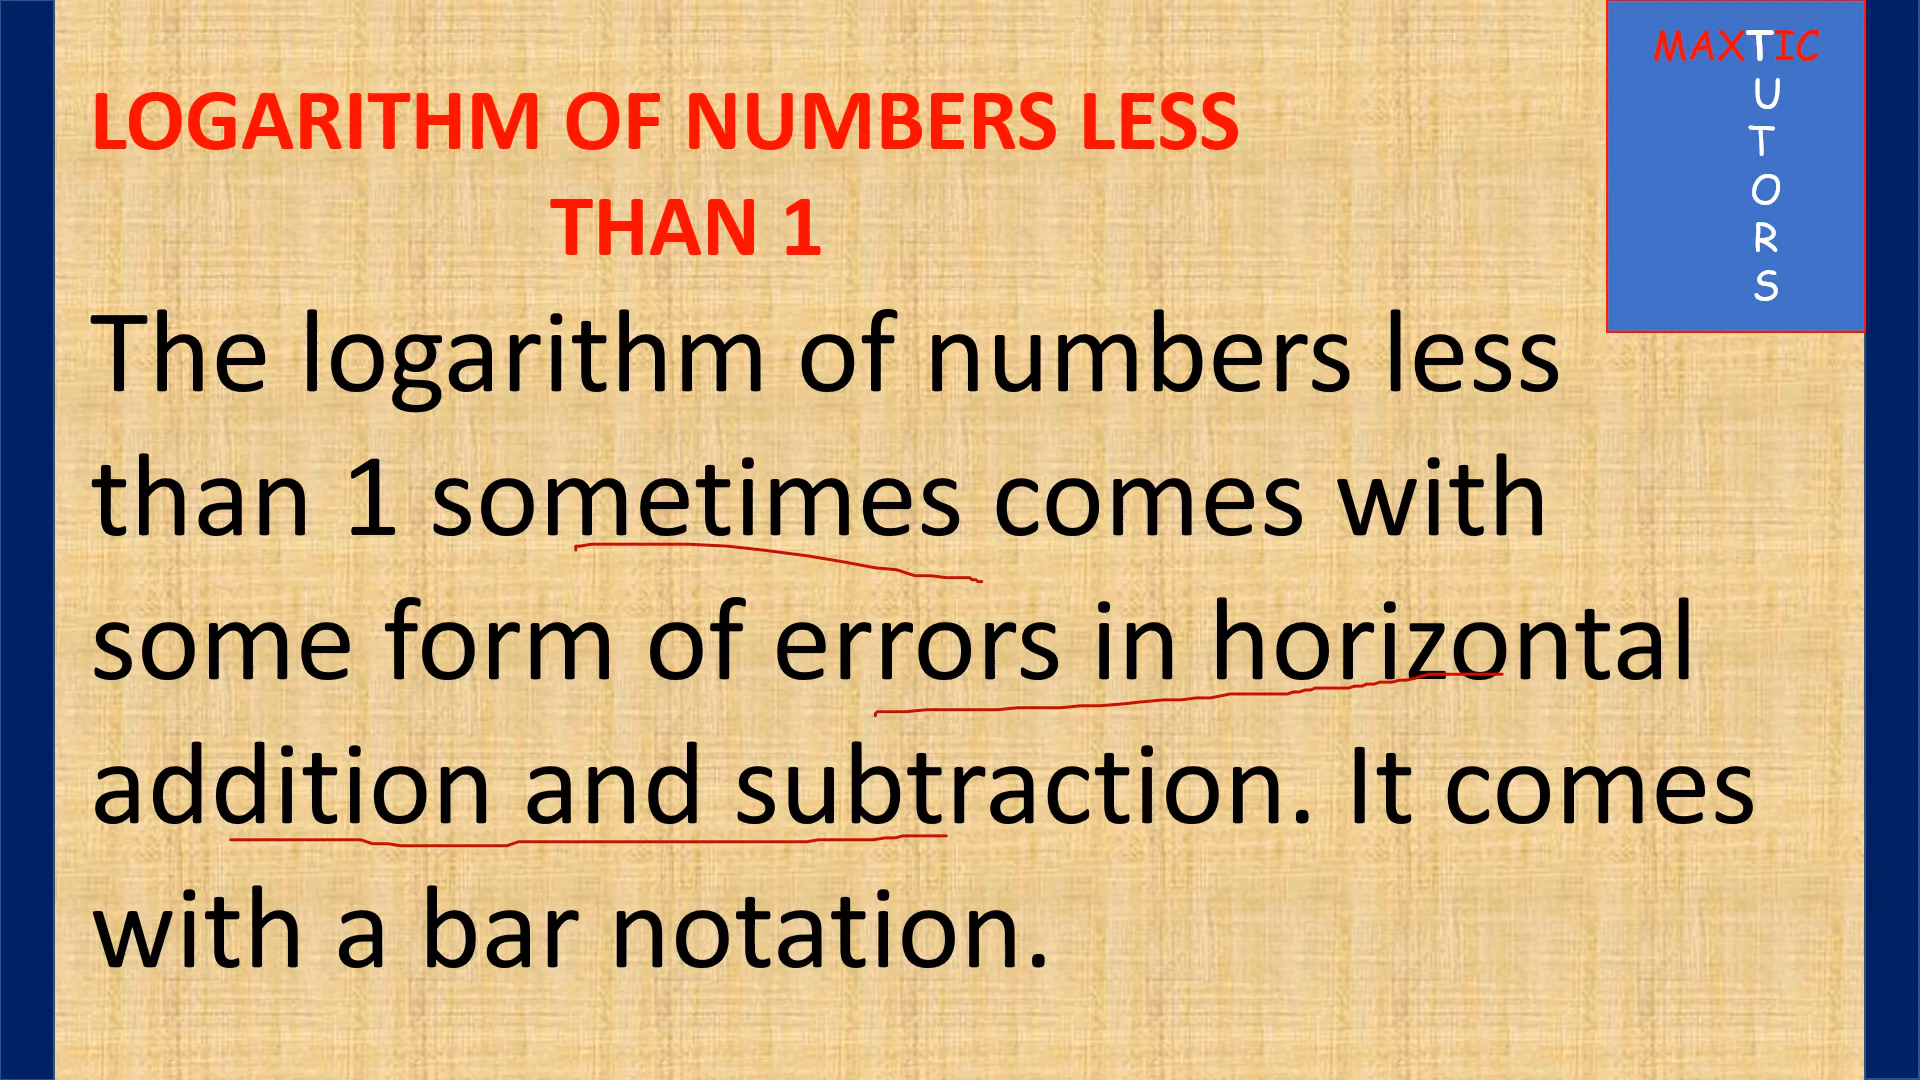 LOGARITHM OF NUMBERS LESS
THAN 1
The logarithm of numbers less
than 1 sometimes comes with
some form of errors in horizontal
addition and subtraction. It comes
with a bar notation.
MAXTIC
U
T
O
R
S